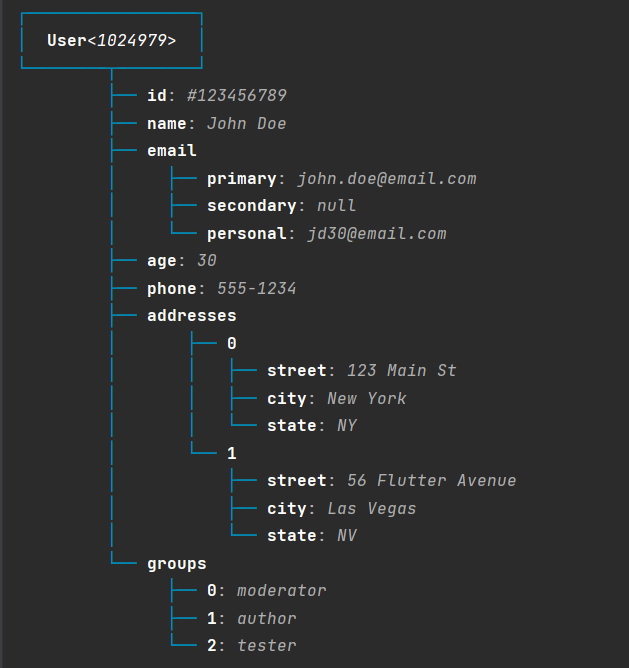 User<1024979>
id: #123456789
name: John Doe
email
primary: john.doe@email.com
secondary: null
personal: jd30@email.com
age: 30
phone: 555-1234
addresses
0
street: 123 Main St
city: New York
state: NY
1
street: 56 Flutter Avenue
city: Las Vegas
state: NV
groups
0: moderator
1: author
2: tester